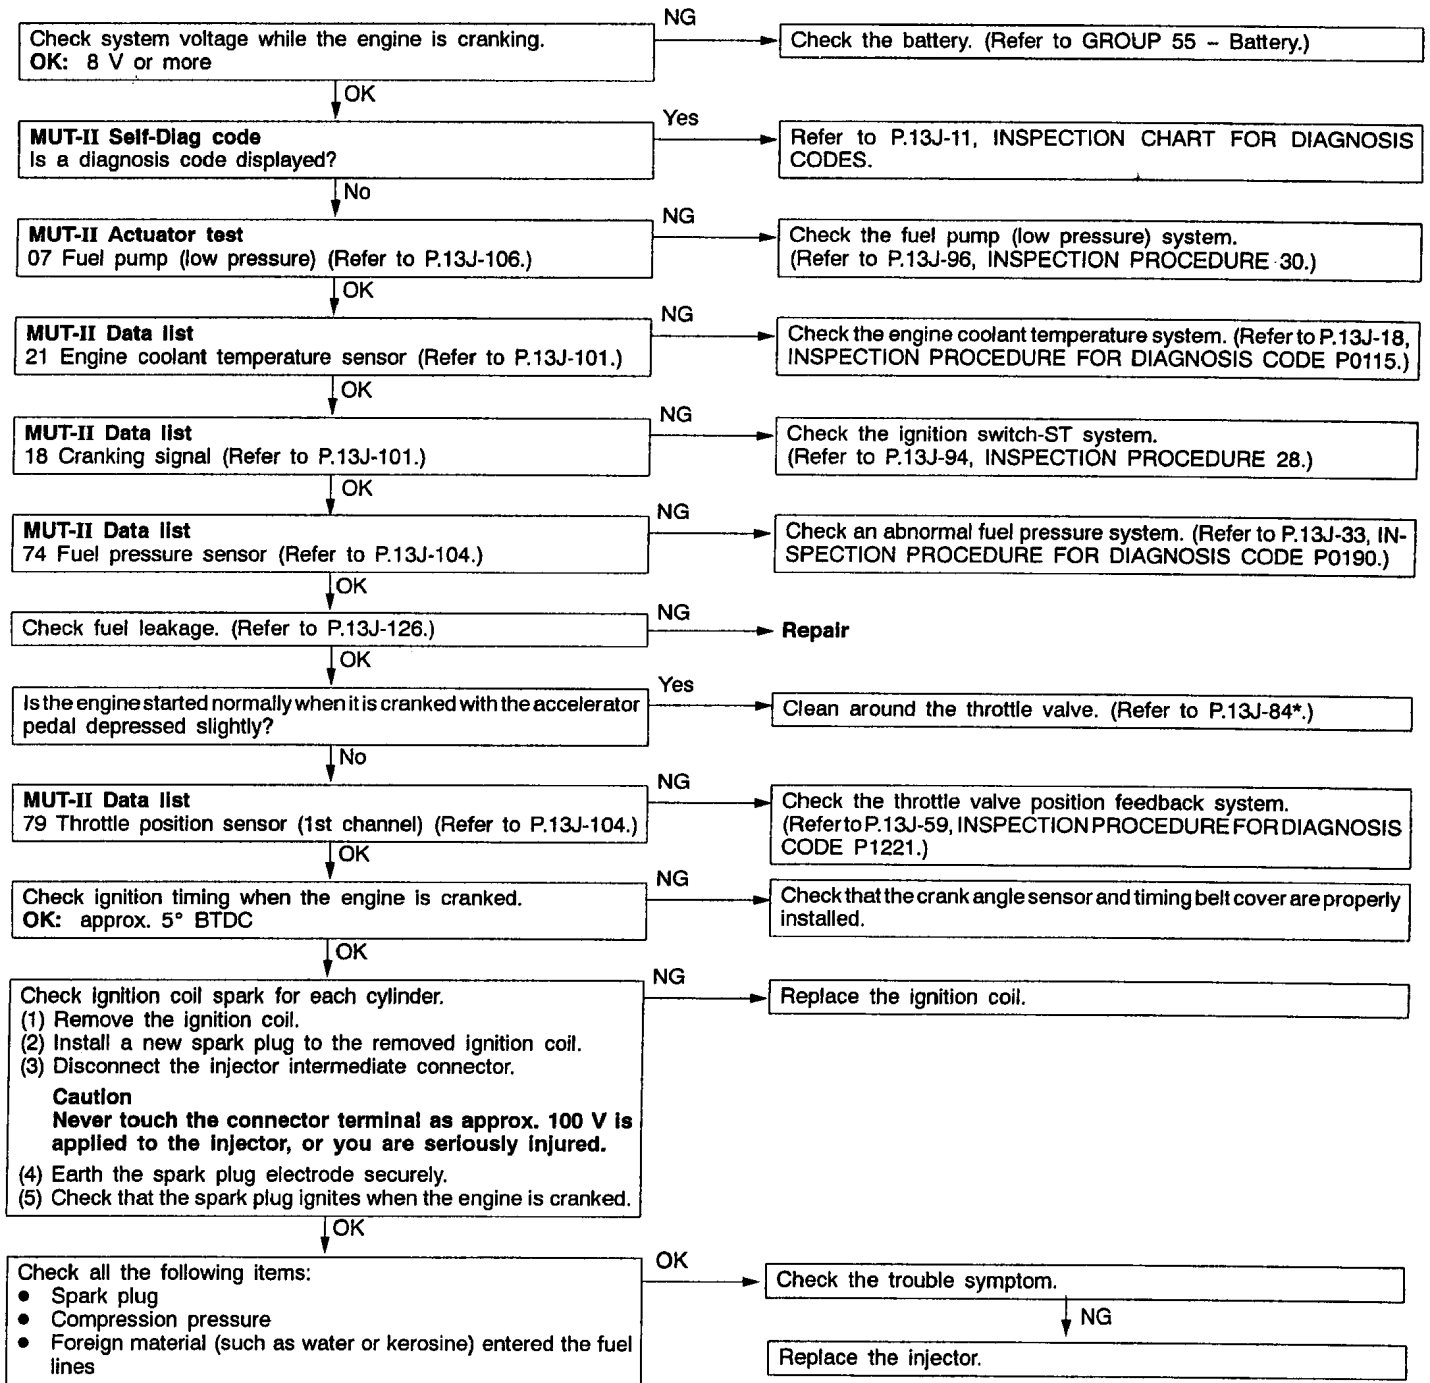 NG
Check system voltage while the engine is cranking.
OK: 8 V or more
Check the battery. (Refer to GROUP 55 – Battery.)
OK
MUT-II Self-Diag code
Is a diagnosis code displayed?
Yes
Refer to P.13J-11, INSPECTION CHART FOR DIAGNOSIS
CODES.
No
MUT-II Actuator test
07 Fuel pump (low pressure) (Refer to P.13J-106.)
NG
Check the fuel pump (low pressure) system.
(Refer to P.13J-96, INSPECTION PROCEDURE 30.)
OK
MUT-II Data list
21 Engine coolant temperature sensor (Refer to P.13J-101.)
NG
Check the engine coolant temperature system. (Refer to P.13J-18,
INSPECTION PROCEDURE FOR DIAGNOSIS CODE P0115.)
OK
MUT-II Data list
18 Cranking signal (Refer to P.13J-101.)
NG
Check the ignition switch-ST system.
(Refer to P.13J-94, INSPECTION PROCEDURE 28.)
OK
MUT-II Data list
74 Fuel pressure sensor (Refer to P.13J-104.)
NG
Check an abnormal fuel pressure system. (Refer to P.13J-33, IN-
SPECTION PROCEDURE FOR DIAGNOSIS CODE P0190.)
OK
Check fuel leakage. (Refer to P.13J-126.)
NG
Repair
OK
Is the engine started normally when it is cranked with the accelerator
pedal depressed slightly?
Yes
Clean around the throttle valve. (Refer to P.13J-84*.)
No
MUT-II Data list
79 Throttle position sensor (1st channel) (Refer to P.13J-104.)
NG
Check the throttle valve position feedback system.
(Refer to P.13J-59, INSPECTION PROCEDURE FOR DIAGNOSIS
CODE P1221.)
OK
Check ignition timing when the engine is cranked.
OK: approx. 5° BTDC
NG
Check that the crank angle sensor and timing belt cover are properly
installed.
OK
Check ignition coil spark for each cylinder.
(1) Remove the ignition coil.
(2) Install a new spark plug to the removed ignition coil.
(3) Disconnect the injector intermediate connector.
Caution
Never touch the connector terminal as approx. 100 V is
applied to the injector, or you are seriously injured.
(4) Earth the spark plug electrode securely.
(5) Check that the spark plug ignites when the engine is cranked.
NG
Replace the ignition coil.
OK
Check all the following items:
● Spark plug
● Compression pressure
● Foreign material (such as water or kerosine) entered the fuel
lines
OK
Check the trouble symptom.
NG
Replace the injector.